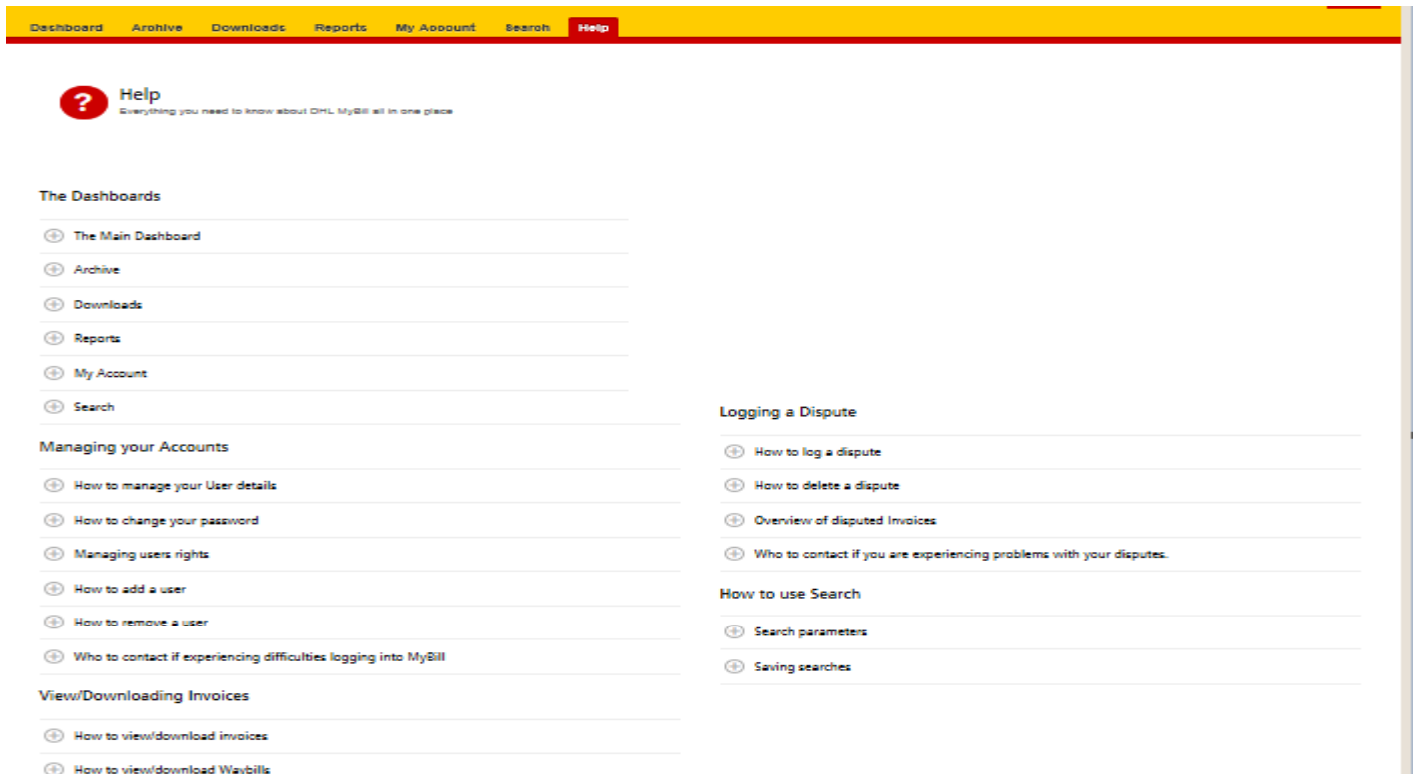 Dashboard Archive Downloads Reports My Account Search Help
?
Help
Everything you need to know about DHL MyBill all in one place
The Dashboards
The Main Dashboard
Archive
Downloads
Reports
My Account
Search
Managing your Accounts
How to manage your User details
How to change your password
Managing users rights
How to add a user
How to remove a user
Who to contact if experiencing difficulties logging into MyBill
View/Downloading Invoices
How to view/download invoices
How to view/download Waybills
Logging a Dispute
How to log a dispute
How to delete a dispute
Overview of disputed Invoices
Who to contact if you are experiencing problems with your disputes.
How to use Search
Search parameters
Saving searches